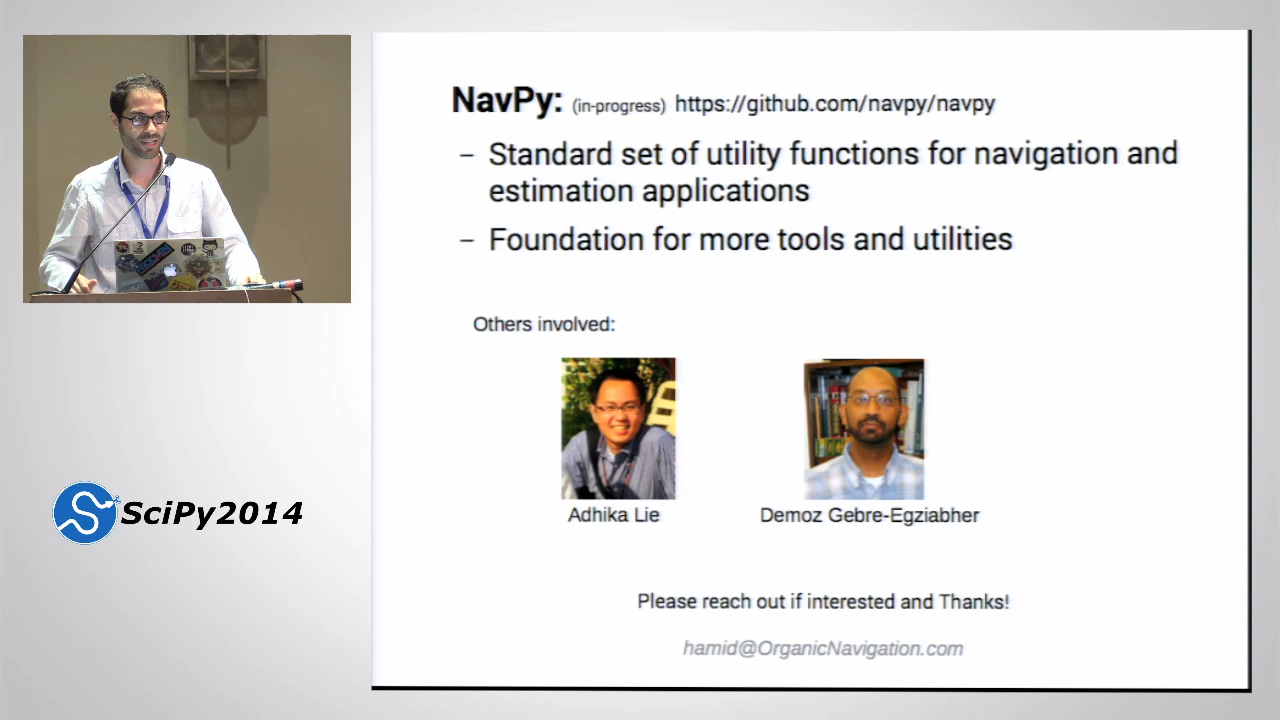 NavPy: (in-progress) https://github.com/navpy/navpy
– Standard set of utility functions for navigation and
estimation applications
– Foundation for more tools and utilities
Others involved:
Adhika Lie
Demoz Gebre-Egziabher
Please reach out if interested and Thanks!
hamid@OrganicNavigation.com
SciPy2014